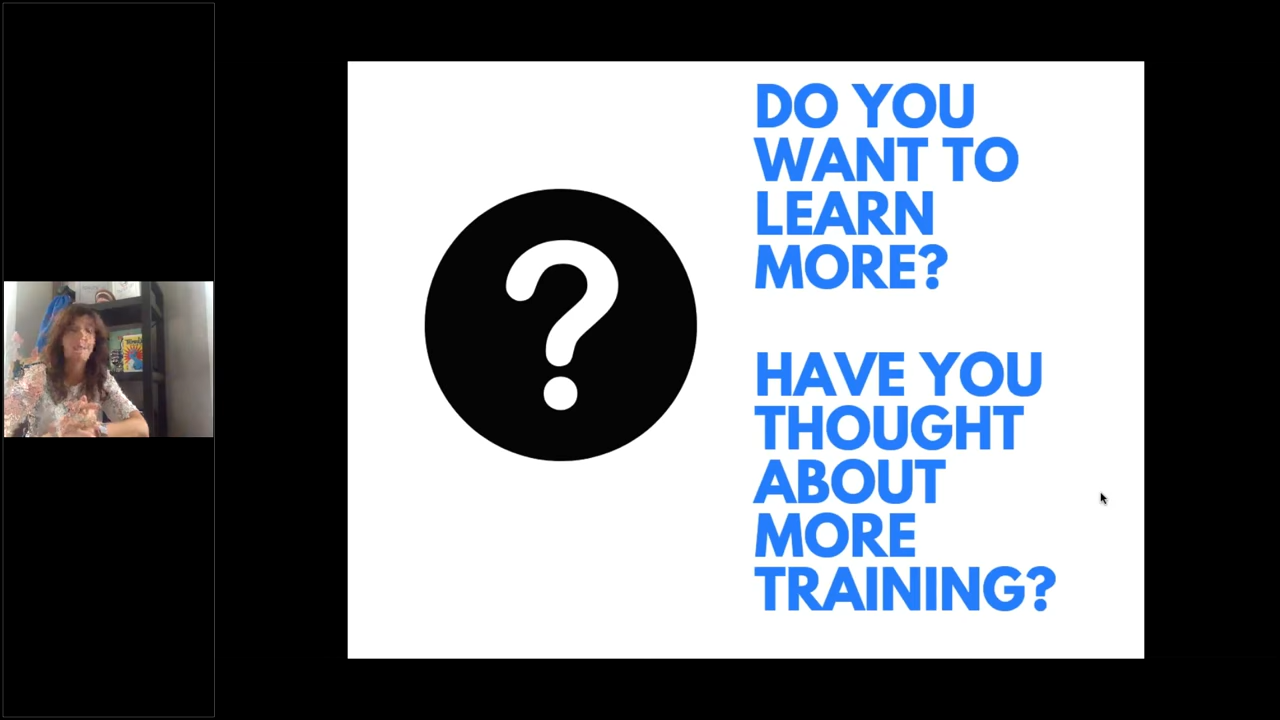 DO YOU
WANT TO
LEARN
MORE?
HAVE YOU
THOUGHT
ABOUT
MORE
TRAINING?
?